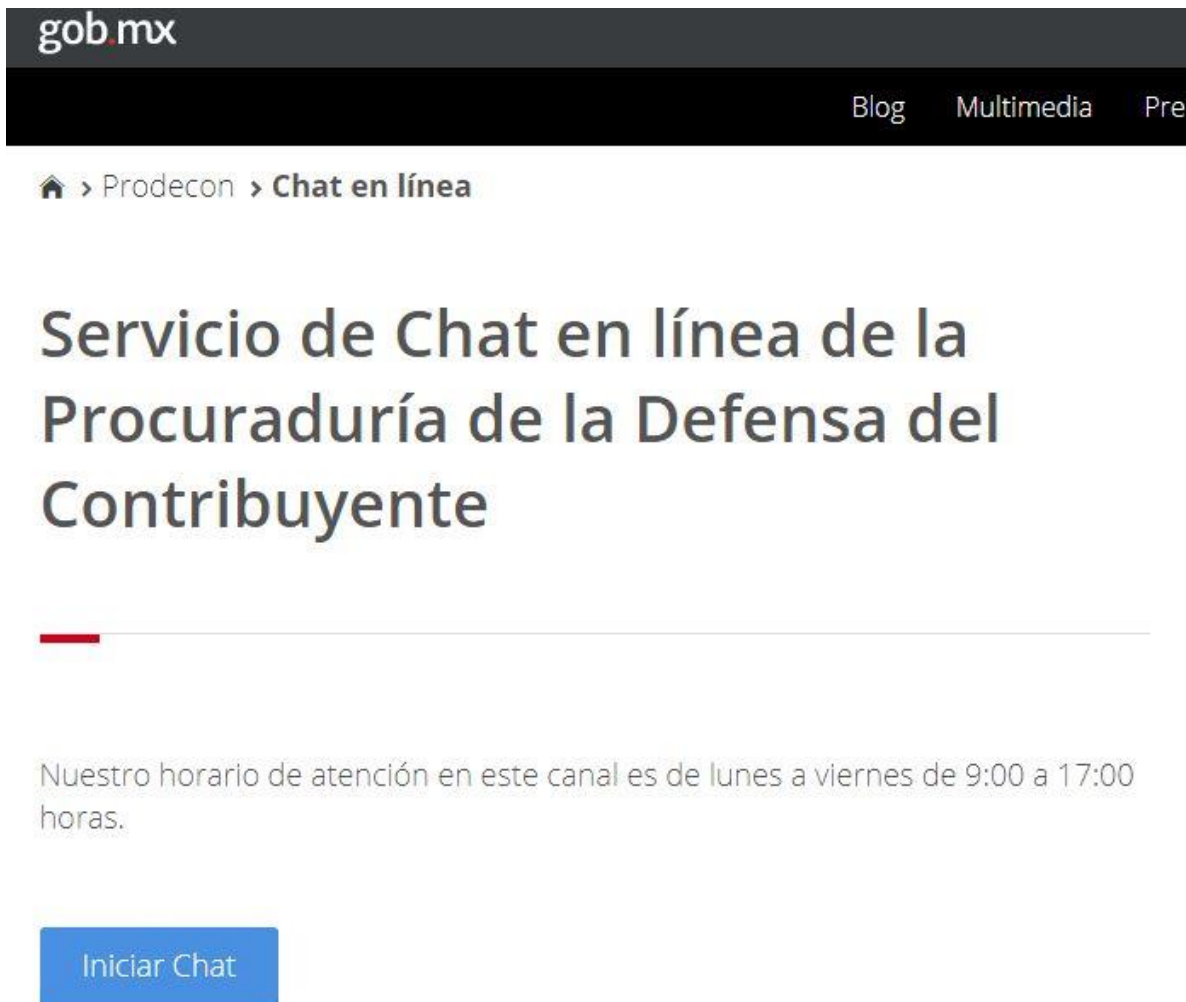 gob.mx
Blog Multimedia Pre
> Prodecon > Chat en línea
Servicio de Chat en línea de la
Procuraduría de la Defensa del
Contribuyente
Nuestro horario de atención en este canal es de lunes a viernes de 9:00 a 17:00
horas.
Iniciar Chat